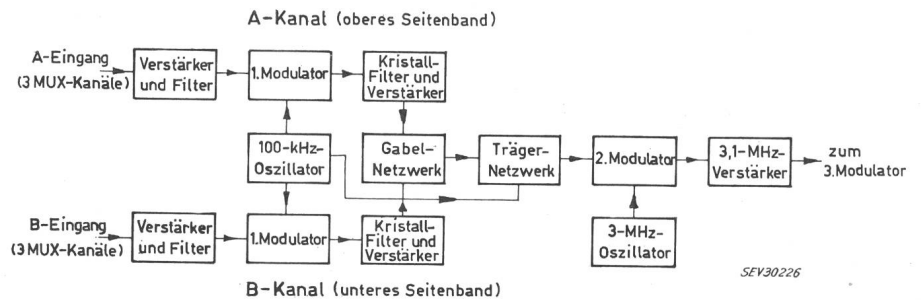 A-Kanal (oberes Seitenband)
A-Eingang
(3 MUX-Kanäle)
Verstärker
und Filter
1. Modulator
Kristall-
Filter und
Verstärker
100-kHz-
Oszillator
Gabel-
Netzwerk
Träger-
Netzwerk
2. Modulator
3,1-MHz-
Verstärker
zum
3. Modulator
B-Eingang
(3 MUX-Kanäle)
Verstärker
und Filter
1. Modulator
Kristall-
Filter und
Verstärker
3-MHz-
Oszillator
SEV30226
B-Kanal (unteres Seitenband)